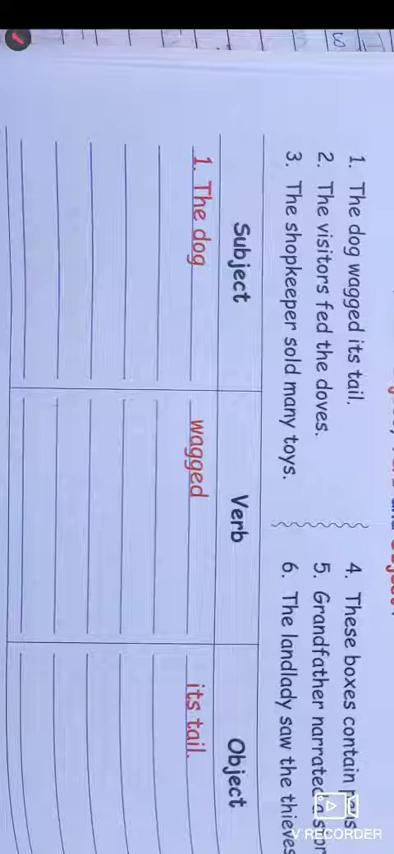 1. The dog wagged its tail.
2. The visitors fed the doves.
3. The shopkeeper sold many toys.
4. These boxes contain
5. Grandfather narrated a
6. The landlady saw the thieves
Subject Verb Object
1. The dog wagged its tail.
V RECORDER